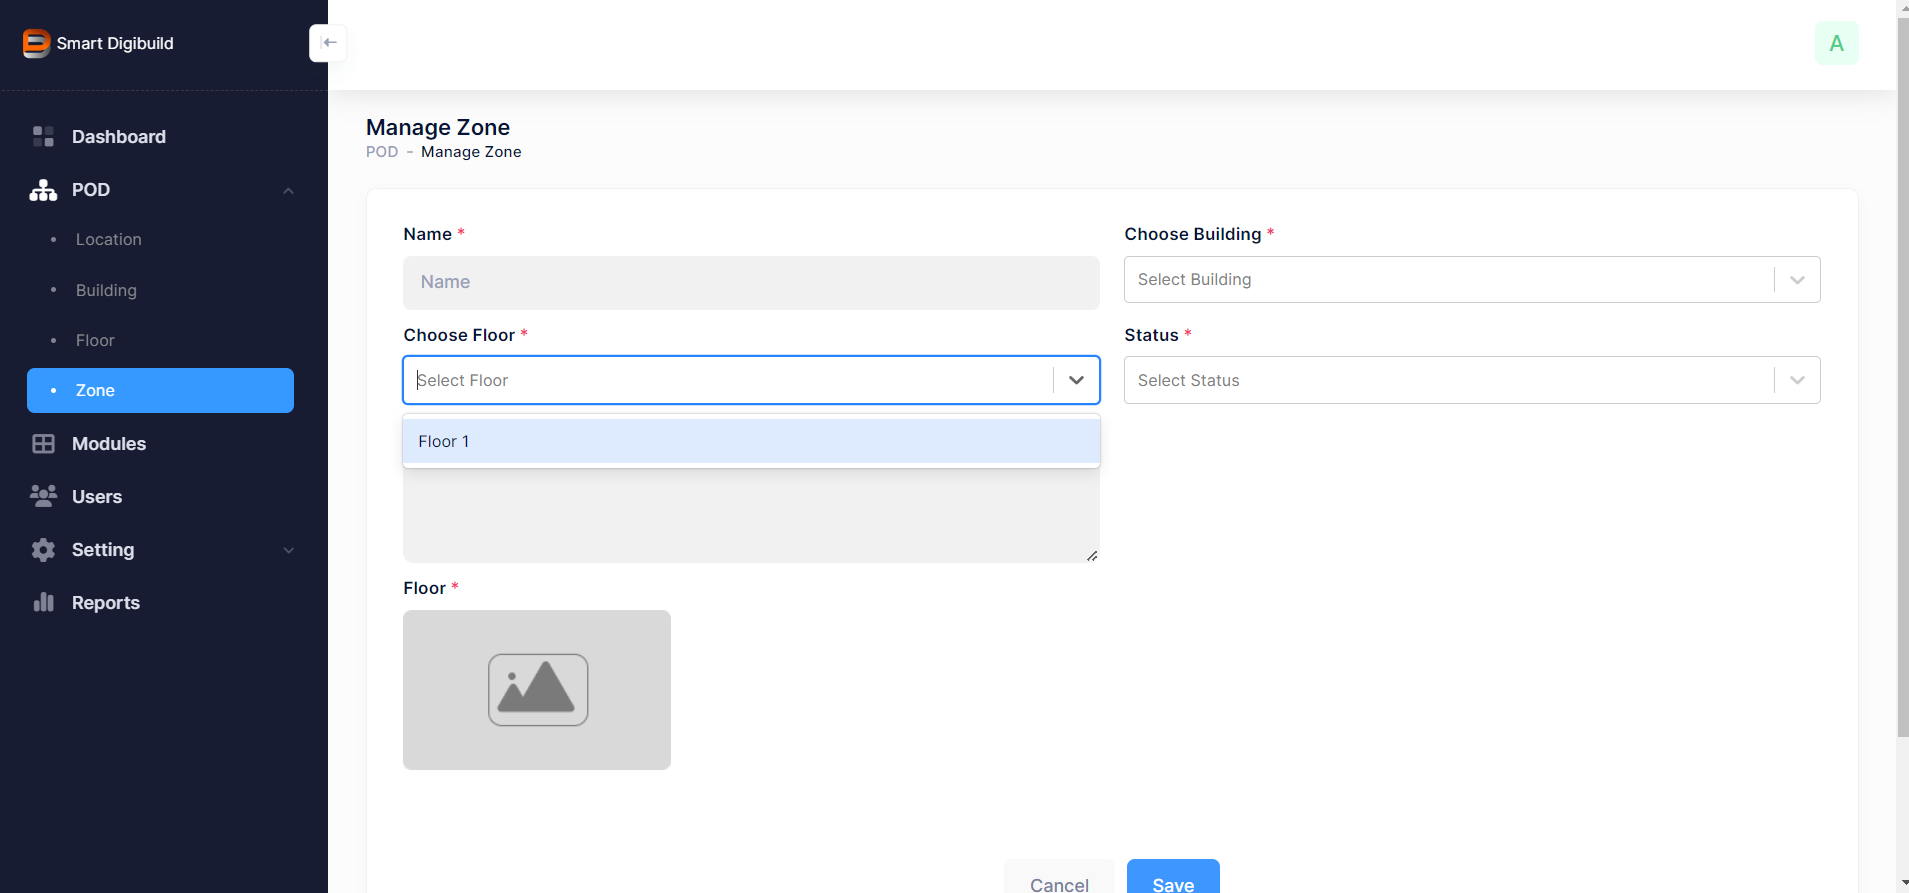 Smart Digibuild
A
Dashboard
POD
Location
Building
Floor
Zone
Modules
Users
Setting
Reports
Manage Zone
POD - Manage Zone
Name *
Name
Choose Building *
Select Building
Choose Floor *
Select Floor
Status *
Select Status
Floor 1
Floor *
Cancel
Save